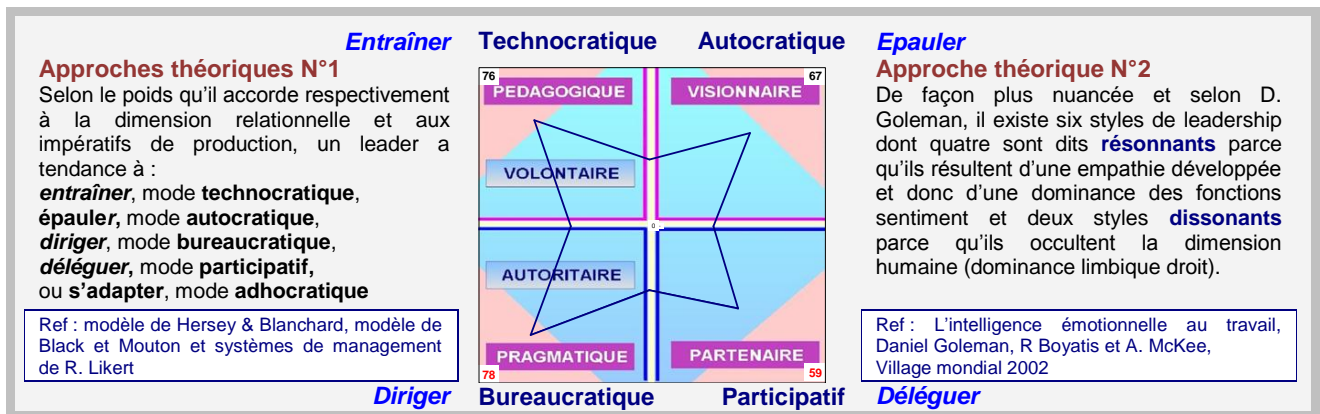 Entraîner
Technocratique Autocratique
Epauler
Approches théoriques N°1
Selon le poids qu'il accorde respectivement
à la dimension relationnelle et aux
impératifs de production, un leader a
tendance à :
entraîner, mode technocratique,
épauler, mode autocratique,
diriger, mode bureaucratique,
déléguer, mode participatif,
ou s'adapter, mode adhocratique
Ref : modèle de Hersey & Blanchard, modèle de
Black et Mouton et systèmes de management
de R. Likert
Diriger
76
67
PEDAGOGIQUE
VISIONNAIRE
VOLONTAIRE
0
AUTORITAIRE
PRAGMATIQUE
PARTENAIRE
78
59
Bureaucratique Participatif
Approche théorique N°2
De façon plus nuancée et selon D.
Goleman, il existe six styles de leadership
dont quatre sont dits résonnants parce
qu'ils résultent d'une empathie développée
et donc d'une dominance des fonctions
sentiment et deux styles dissonants
parce qu'ils occultent la dimension
humaine (dominance limbique droit).
Ref : L'intelligence émotionnelle au travail,
Daniel Goleman, R Boyatis et A. McKee,
Village mondial 2002
Déléguer